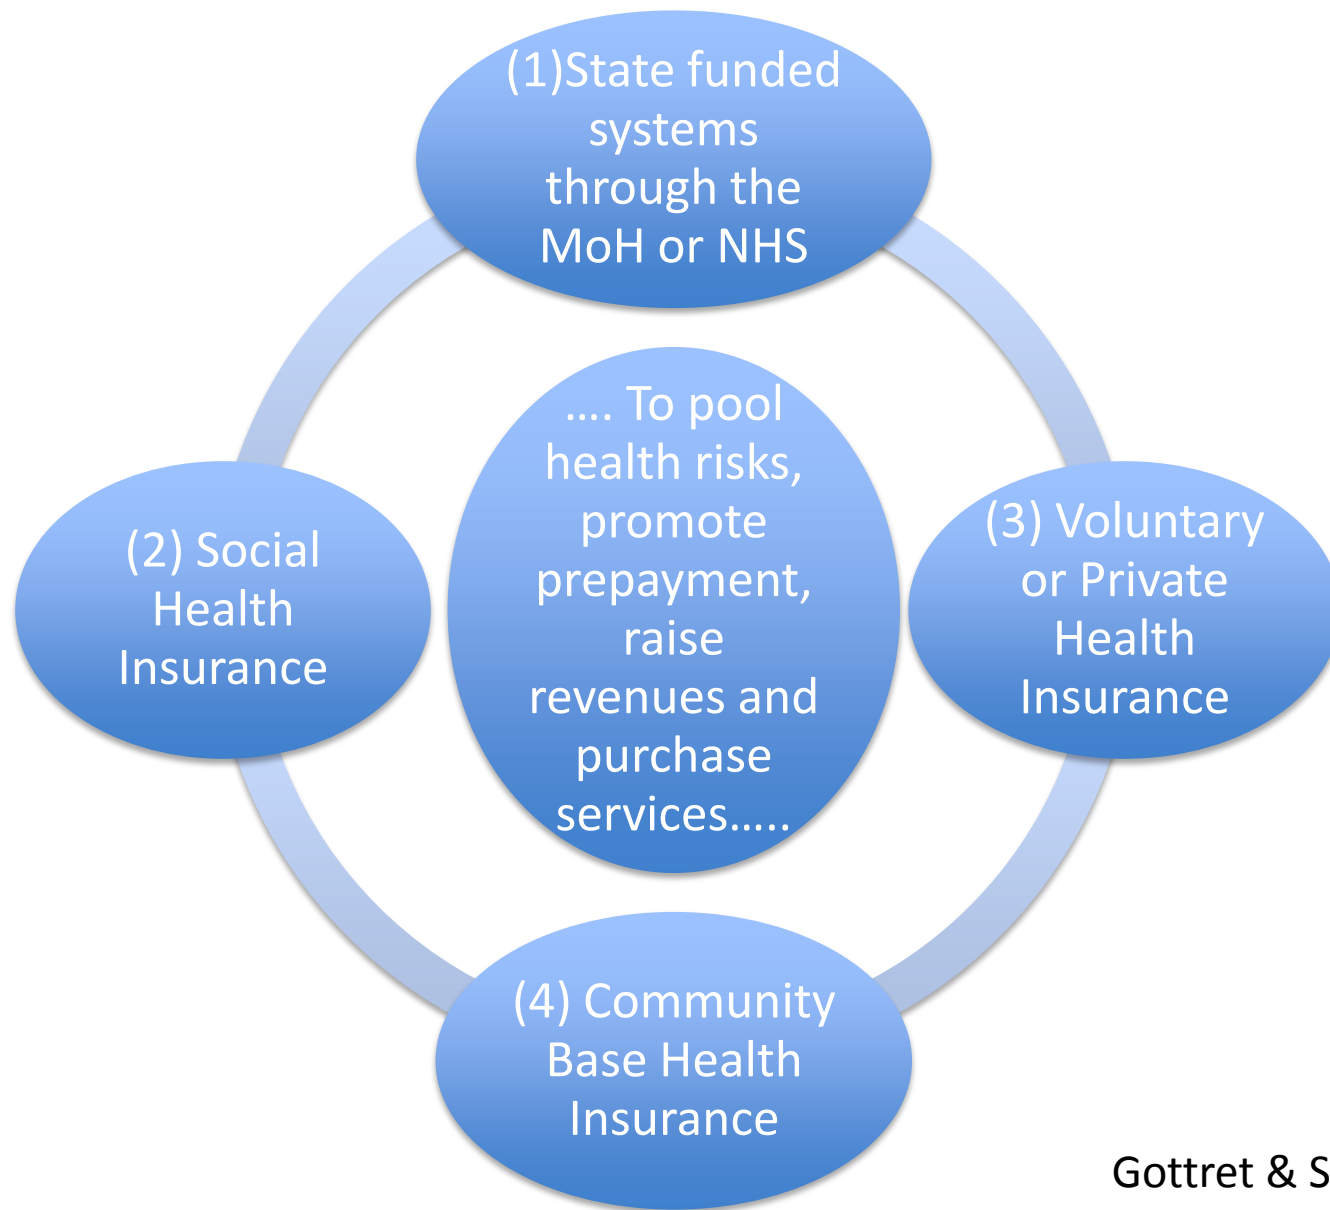 (1)State funded
systems
through the
MoH or NHS
…. To pool
health risks,
promote
prepayment,
raise
revenues and
purchase
services…..
(2) Social
Health
Insurance
(3) Voluntary
or Private
Health
Insurance
(4) Community
Base Health
Insurance
Gottret & S